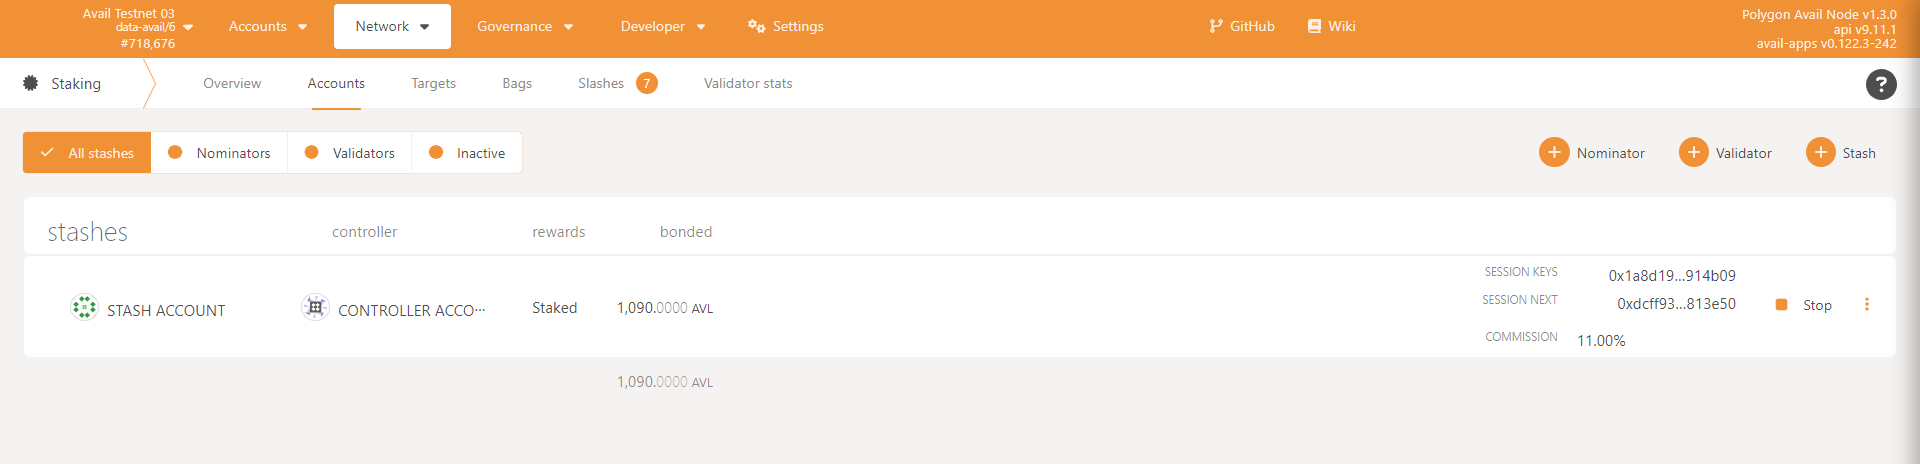 Avail Testnet 03
data-avail/6
#718,676
Accounts
Network
Governance
Developer
Settings
GitHub
Wiki
Polygon Avail Node v1.3.0
api v9.11.1
avail-apps v0.122.3-242
Staking
Overview
Accounts
Targets
Bags
Slashes 7
Validator stats
?
All stashes
Nominators
Validators
Inactive
Nominator
Validator
Stash
stashes controller rewards bonded
STASH ACCOUNT CONTROLLER ACCO··· Staked 1,090.0000 AVL
SESSION KEYS 0x1a8d19...914b09
SESSION NEXT 0xdcff93...813e50
COMMISSION 11.00%
Stop
1,090.0000 AVL